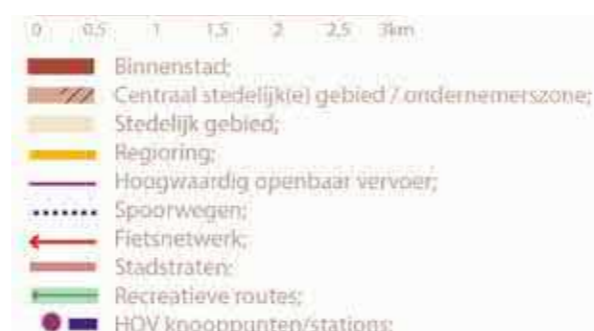 0 0,5 1 1,5 2 2,5 3km
Binnenstad;
Centraal stedelijk(e) gebied / ondernemerszone;
Stedelijk gebied;
Regioring;
Hoogwaardig openbaar vervoer;
Spoorwegen;
Fietsnetwerk;
Stadstraten;
Recreatieve routes;
HOV knooppunten/stations;